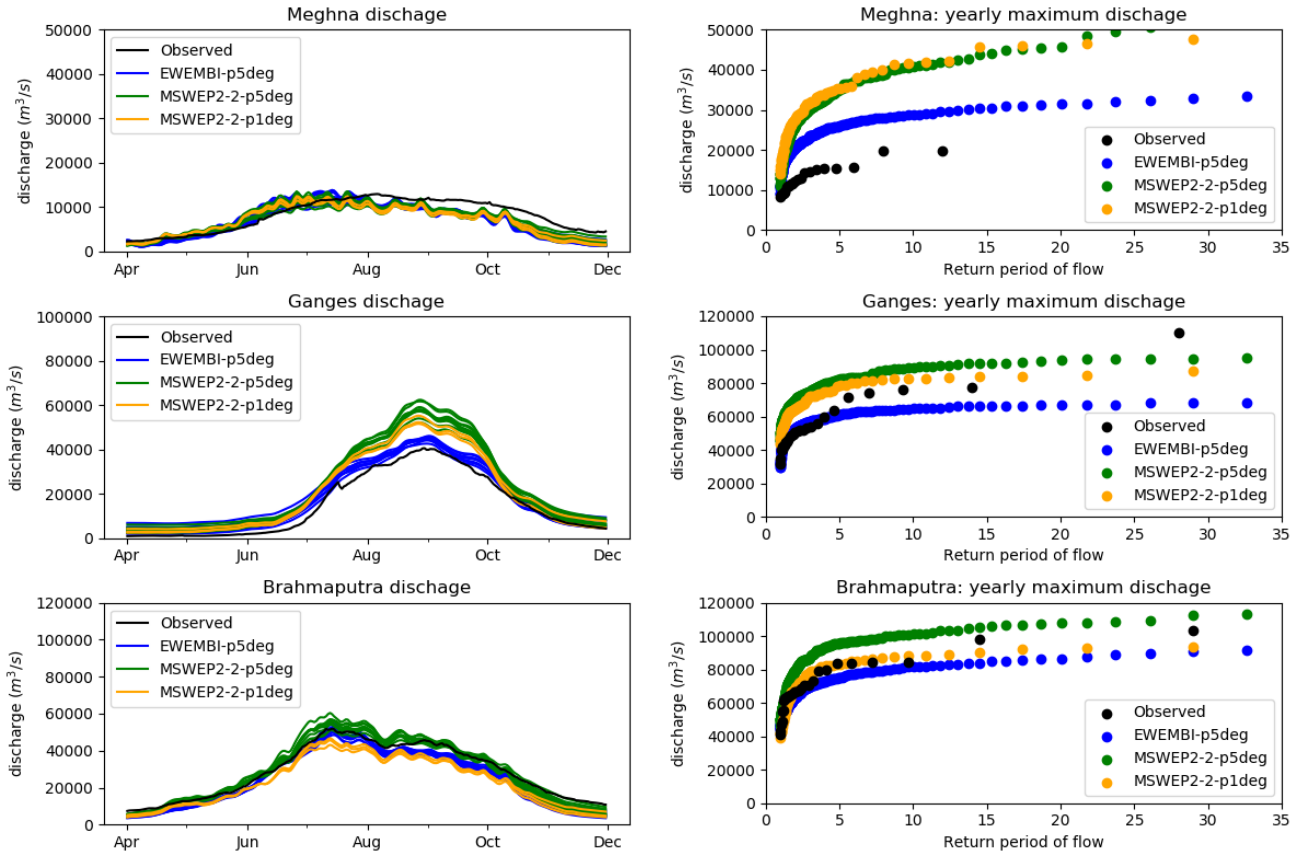 Meghna dischage
discharge (m³/s)
50000
40000
30000
20000
10000
0
Observed
EWEMBI-p5deg
MSWEP2-2-p5deg
MSWEP2-2-p1deg
Apr Jun Aug Oct Dec
Meghna: yearly maximum discharge
discharge (m³/s)
50000
40000
30000
20000
10000
0
Observed
EWEMBI-p5deg
MSWEP2-2-p5deg
MSWEP2-2-p1deg
0 5 10 15 20 25 30 35
Return period of flow
Ganges dischage
discharge (m³/s)
100000
80000
60000
40000
20000
0
Observed
EWEMBI-p5deg
MSWEP2-2-p5deg
MSWEP2-2-p1deg
Apr Jun Aug Oct Dec
Ganges: yearly maximum discharge
discharge (m³/s)
120000
100000
80000
60000
40000
20000
0
Observed
EWEMBI-p5deg
MSWEP2-2-p5deg
MSWEP2-2-p1deg
0 5 10 15 20 25 30 35
Return period of flow
Brahmaputra dischage
discharge (m³/s)
120000
100000
80000
60000
40000
20000
0
Observed
EWEMBI-p5deg
MSWEP2-2-p5deg
MSWEP2-2-p1deg
Apr Jun Aug Oct Dec
Brahmaputra: yearly maximum discharge
discharge (m³/s)
120000
100000
80000
60000
40000
20000
0
Observed
EWEMBI-p5deg
MSWEP2-2-p5deg
MSWEP2-2-p1deg
0 5 10 15 20 25 30 35
Return period of flow